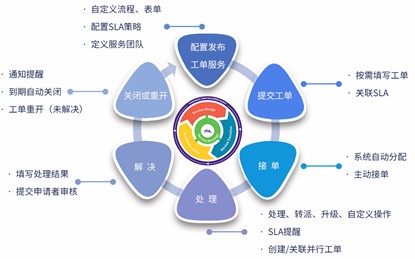 · 自定义流程、表单
· 配置SLA策略
· 定义服务团队
配置发布
工单服务
· 通知提醒
· 到期自动关闭
· 工单重开（未解决）
关闭或重开
提交工单
· 按需填写工单
· 关联SLA
ITIL
· 填写处理结果
· 提交申请者审核
解 决
接 单
· 系统自动分配
· 主动接单
处 理
· 处理、转派、升级、自定义操作
· SLA提醒
· 创建/关联并行工单